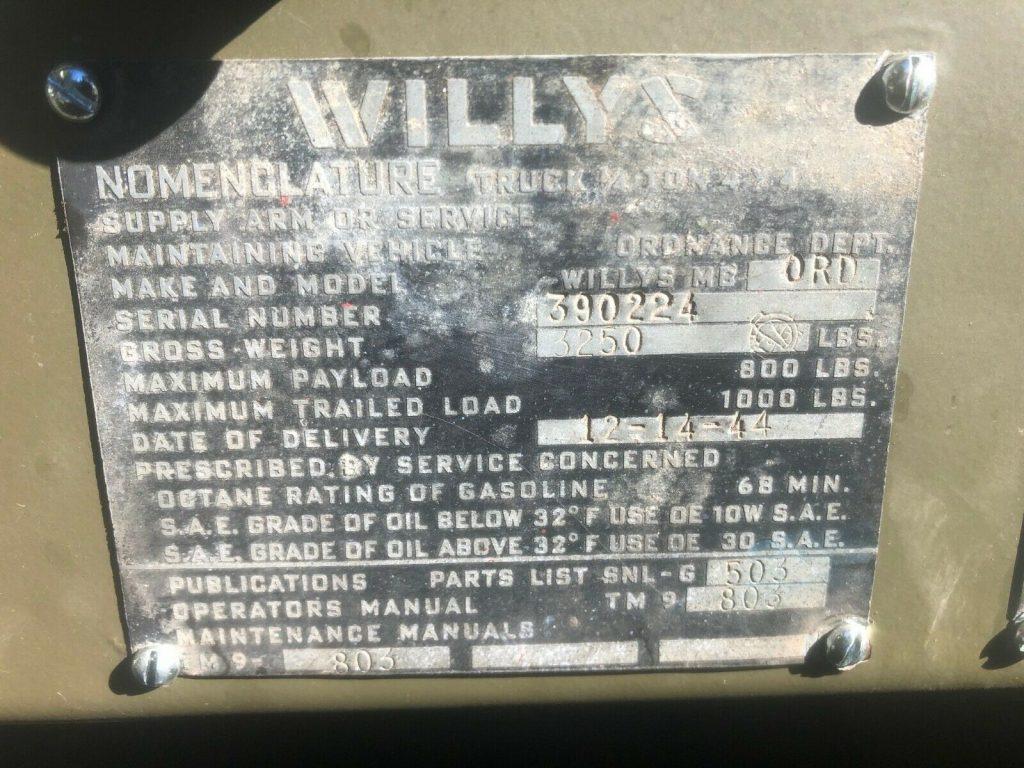 WILLYS
NOMENCLATURE TRUCK ¼ TON 4 X 4
SUPPLY ARM OR SERVICE
MAINTAINING VEHICLE ORDNANCE DEPT.
MAKE AND MODEL WILLYS MB ORD
SERIAL NUMBER 390224
GROSS WEIGHT 3250 LBS.
MAXIMUM PAYLOAD 800 LBS.
MAXIMUM TRAILED LOAD 1000 LBS.
DATE OF DELIVERY 12-14-44
PRESCRIBED BY SERVICE CONCERNED
OCTANE RATING OF GASOLINE 68 MIN.
S.A.E. GRADE OF OIL BELOW 32° F USE OE 10W S.A.E.
S.A.E. GRADE OF OIL ABOVE 32° F USE OE 30 S.A.E.
PUBLICATIONS PARTS LIST SNL-G 503
OPERATORS MANUAL TM 9 803
MAINTENANCE MANUALS
TM 9- 803